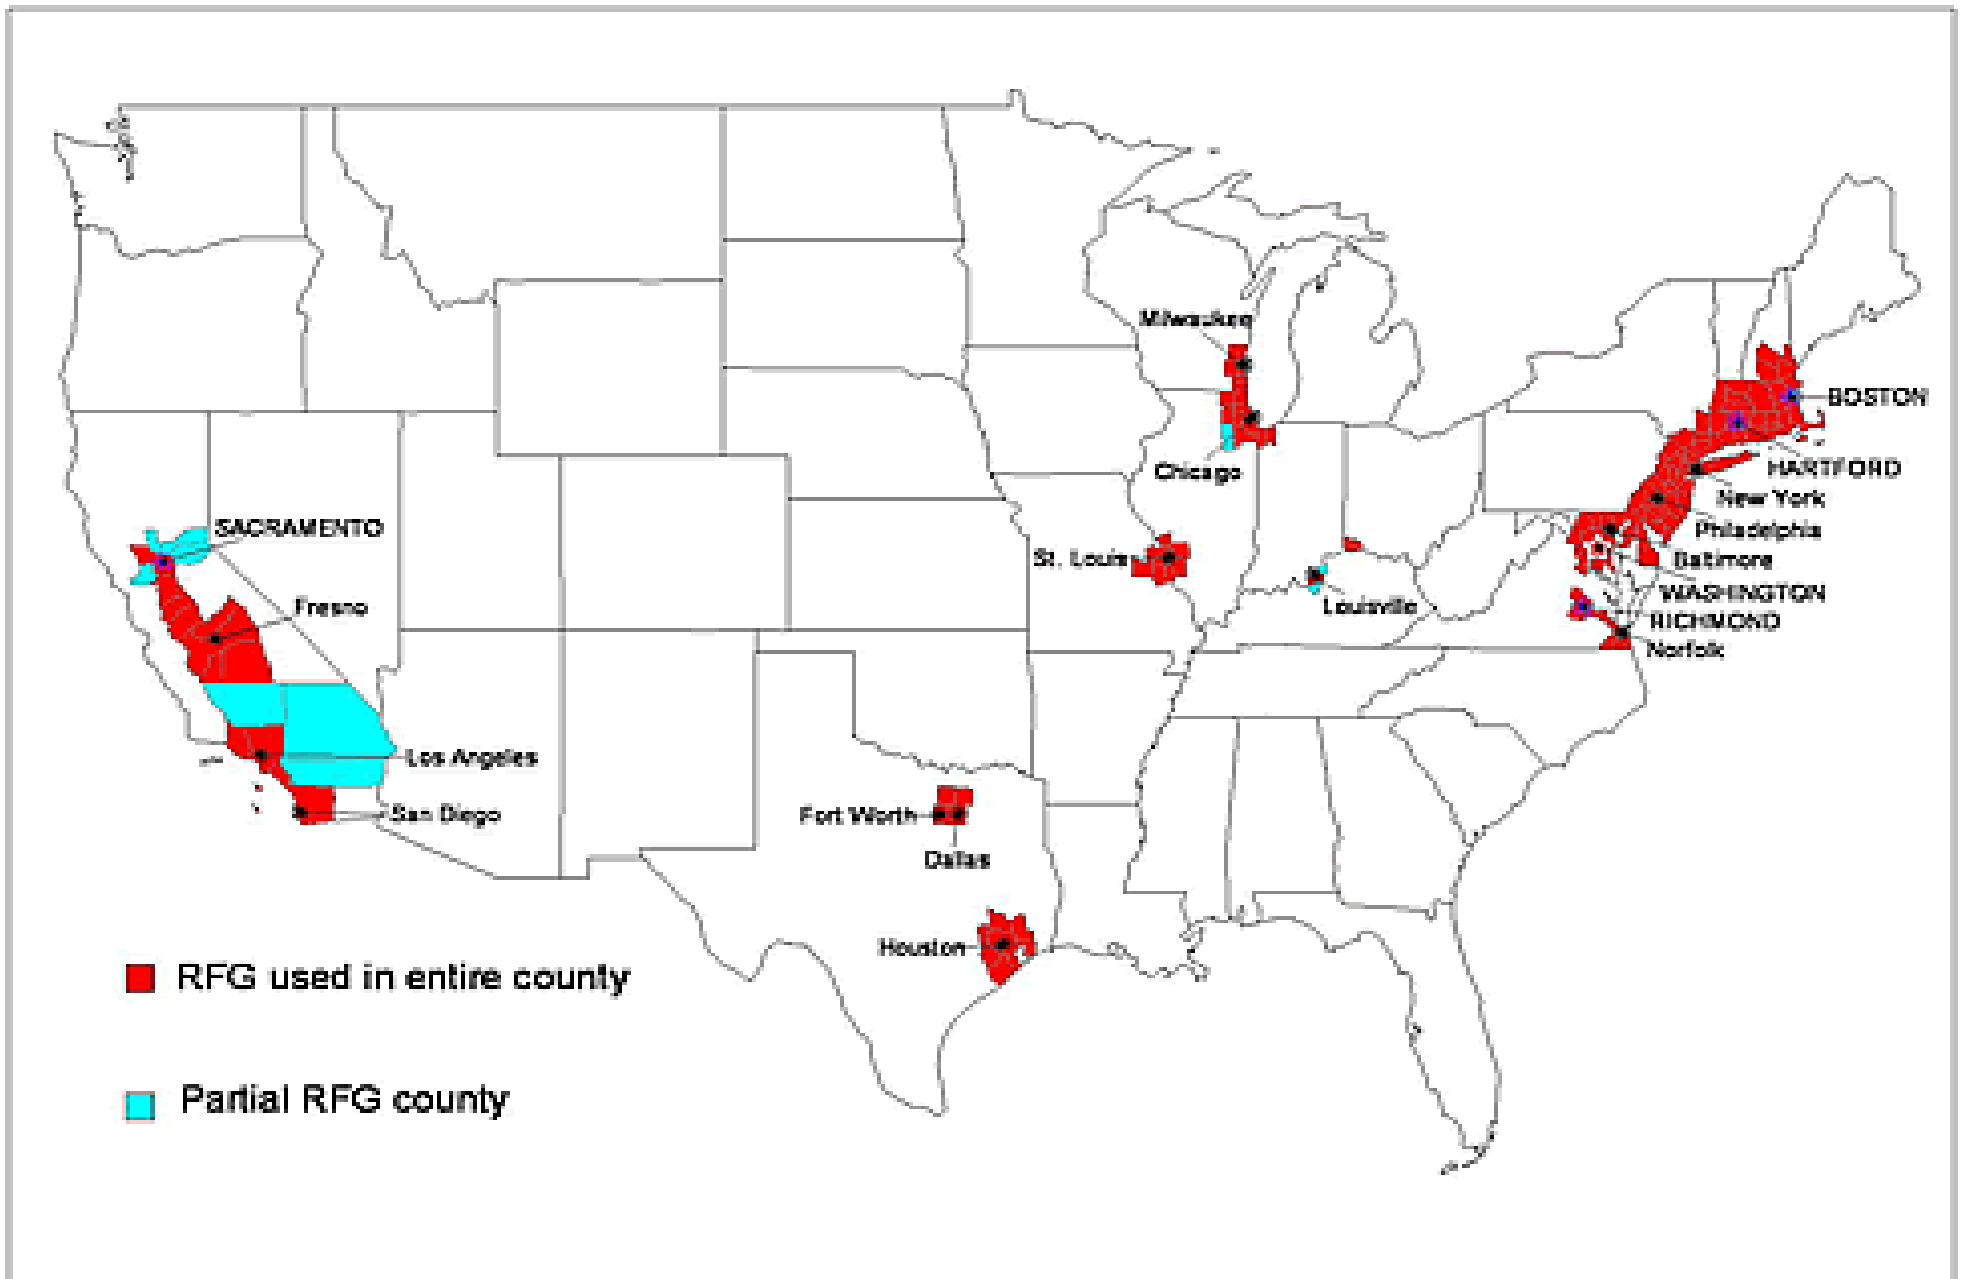 Milwaukee
BOSTON
Chicago
HARTFORD
New York
SACRAMENTO
Philadelphia
St. Louis
Baltimore
WASHINGTON
Fresno
Louisville
RICHMOND
Norfolk
Los Angeles
San Diego
Fort Worth
Dallas
Houston
RFG used in entire county
Partial RFG county